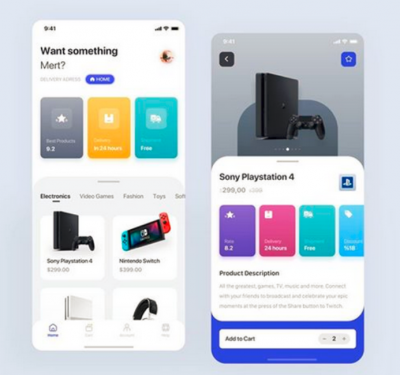 9:41
Want something
Mert?
DELIVERY ADRESS
HOME
Best Products
9.2
Delivery
in 24 hours
Free
Electronics
Video Games
Fashion
Toys
Sony Playstation 4
$299.00
Nintendo Switch
$399.00
Home
Cart
Account
Help
9:41
Sony Playstation 4
299,00
Rate
8.2
Delivery
24 hours
Free
Discount
%18
Product Description
All the greatest, games, TV, music and more. Connect
with your friends to broadcast and celebrate your epic
moments at the press of the Share button to Twitch.
Add to Cart
- 2 +